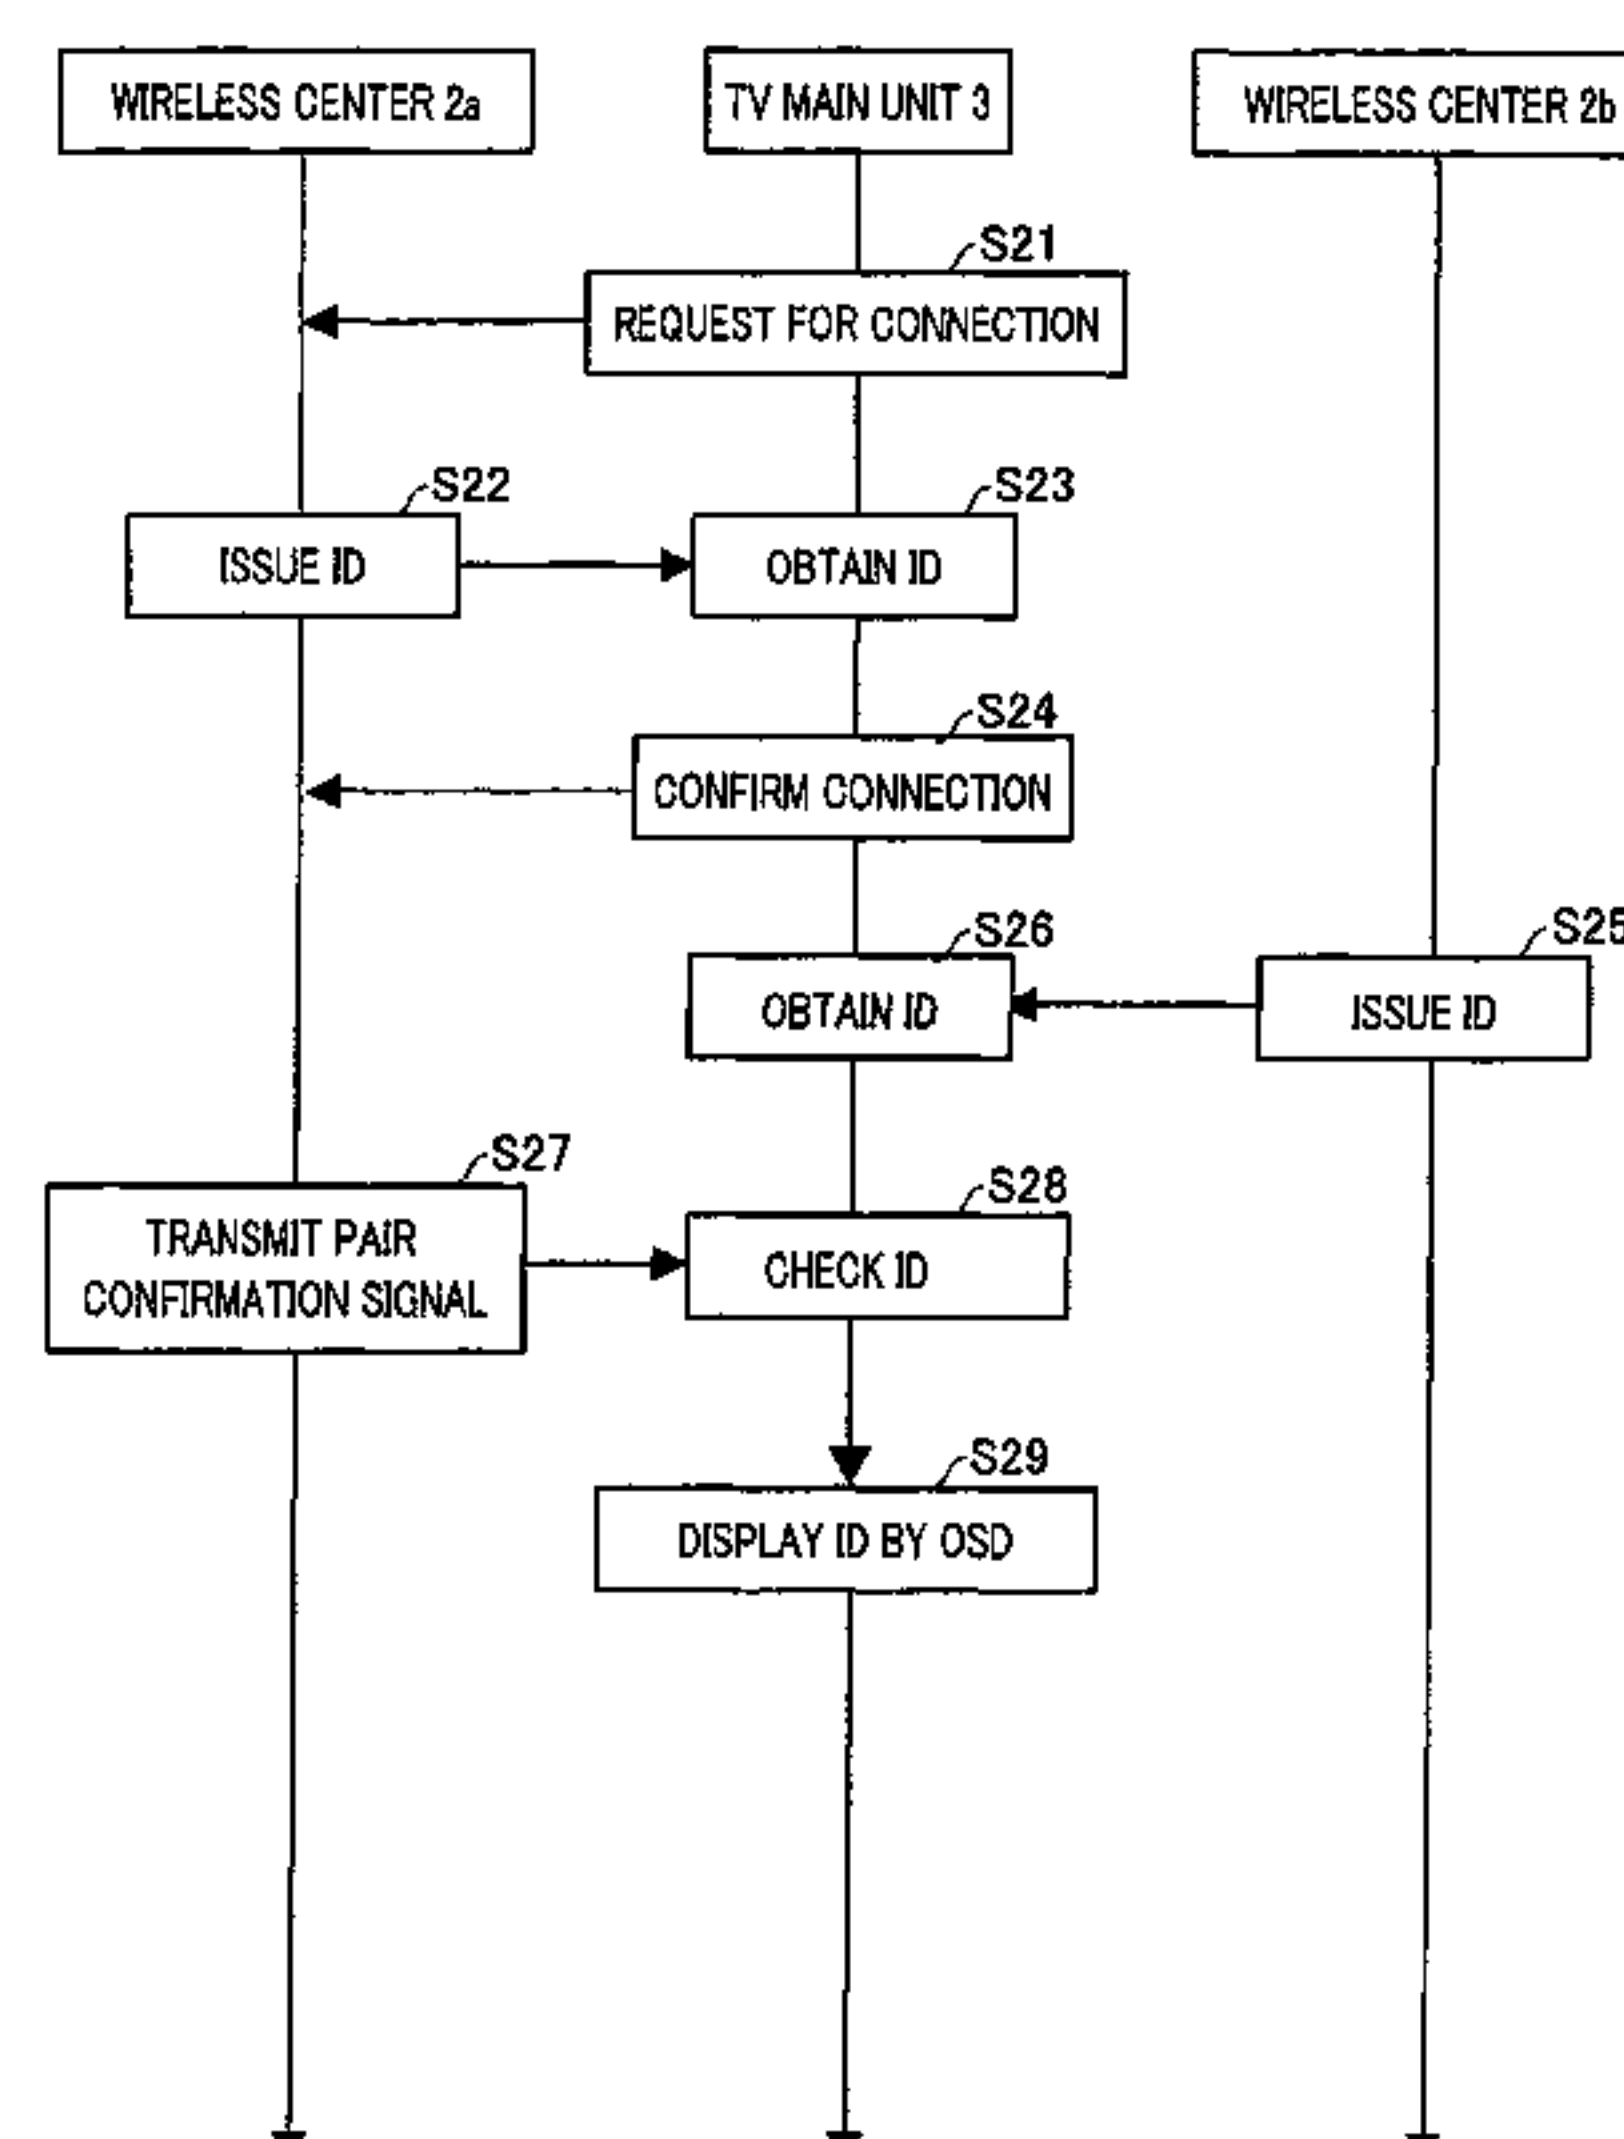 WIRELESS CENTER 2a
TV MAIN UNIT 3
WIRELESS CENTER 2b
S21
REQUEST FOR CONNECTION
S22
S23
ISSUE ID
OBTAIN ID
S24
CONFIRM CONNECTION
S26
S25
OBTAIN ID
ISSUE ID
S27
S28
TRANSMIT PAIR
CONFIRMATION SIGNAL
CHECK ID
S29
DISPLAY ID BY OSD